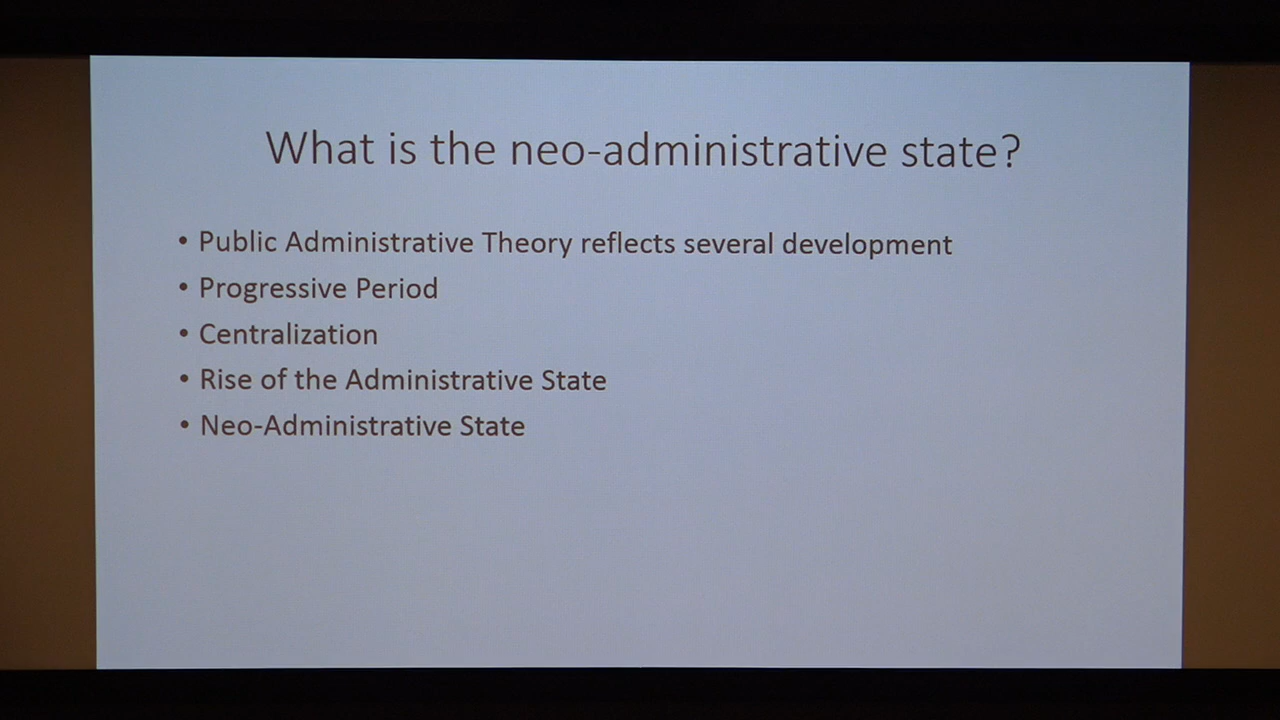 What is the neo-administrative state?
• Public Administrative Theory reflects several development
• Progressive Period
• Centralization
• Rise of the Administrative State
• Neo-Administrative State